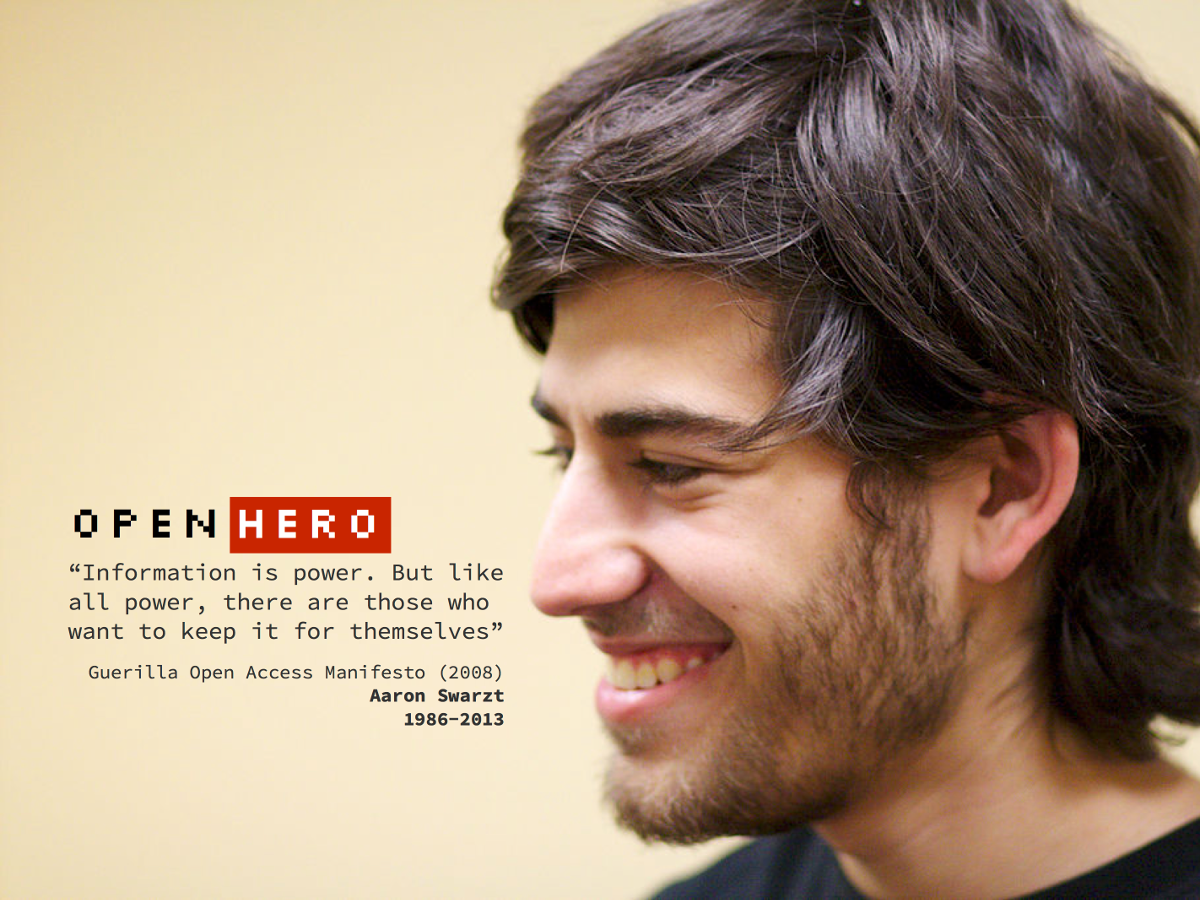 OPEN HERO
“Information is power. But like
all power, there are those who
want to keep it for themselves”
Guerilla Open Access Manifesto (2008)
Aaron Swarzt
1986-2013